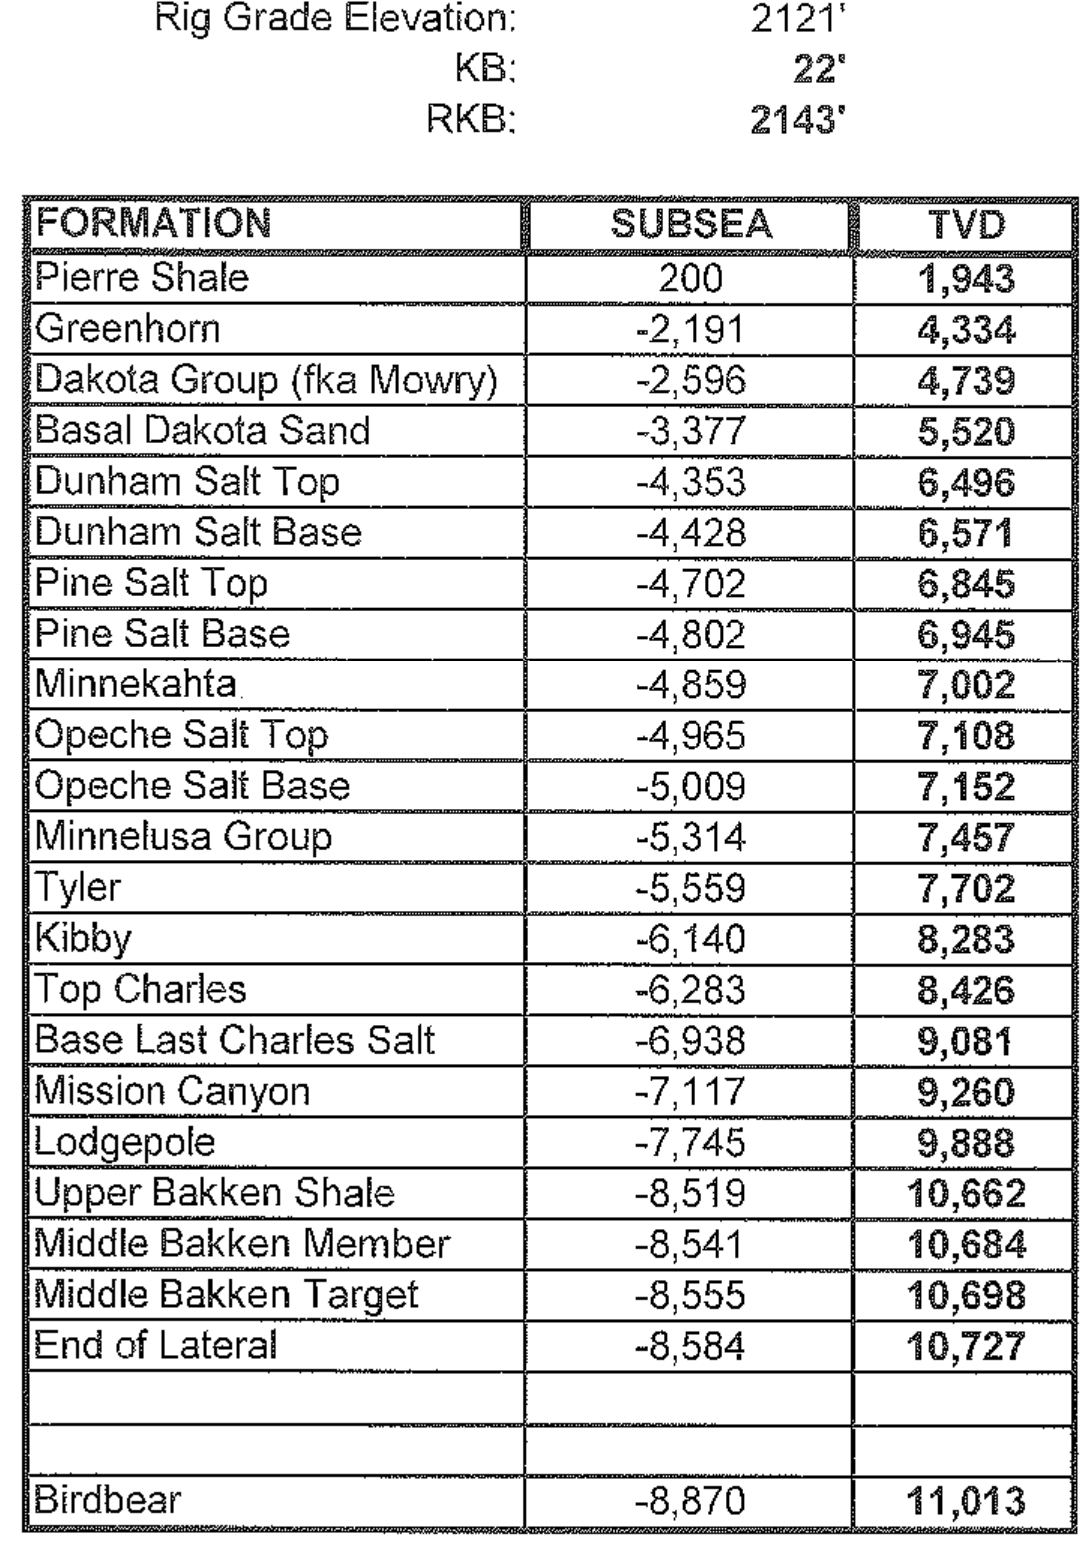 Rig Grade Elevation: 2121'
KB: 22'
RKB: 2143'
FORMATION SUBSEA TVD
Pierre Shale 200 1,943
Greenhorn -2,191 4,334
Dakota Group (fka Mowry) -2,596 4,739
Basal Dakota Sand -3,377 5,520
Dunham Salt Top -4,353 6,496
Dunham Salt Base -4,428 6,571
Pine Salt Top -4,702 6,845
Pine Salt Base -4,802 6,945
Minnekahta -4,859 7,002
Opeche Salt Top -4,965 7,108
Opeche Salt Base -5,009 7,152
Minnelusa Group -5,314 7,457
Tyler -5,559 7,702
Kibby -6,140 8,283
Top Charles -6,283 8,426
Base Last Charles Salt -6,938 9,081
Mission Canyon -7,117 9,260
Lodgepole -7,745 9,888
Upper Bakken Shale -8,519 10,662
Middle Bakken Member -8,541 10,684
Middle Bakken Target -8,555 10,698
End of Lateral -8,584 10,727
Birdbear -8,870 11,013